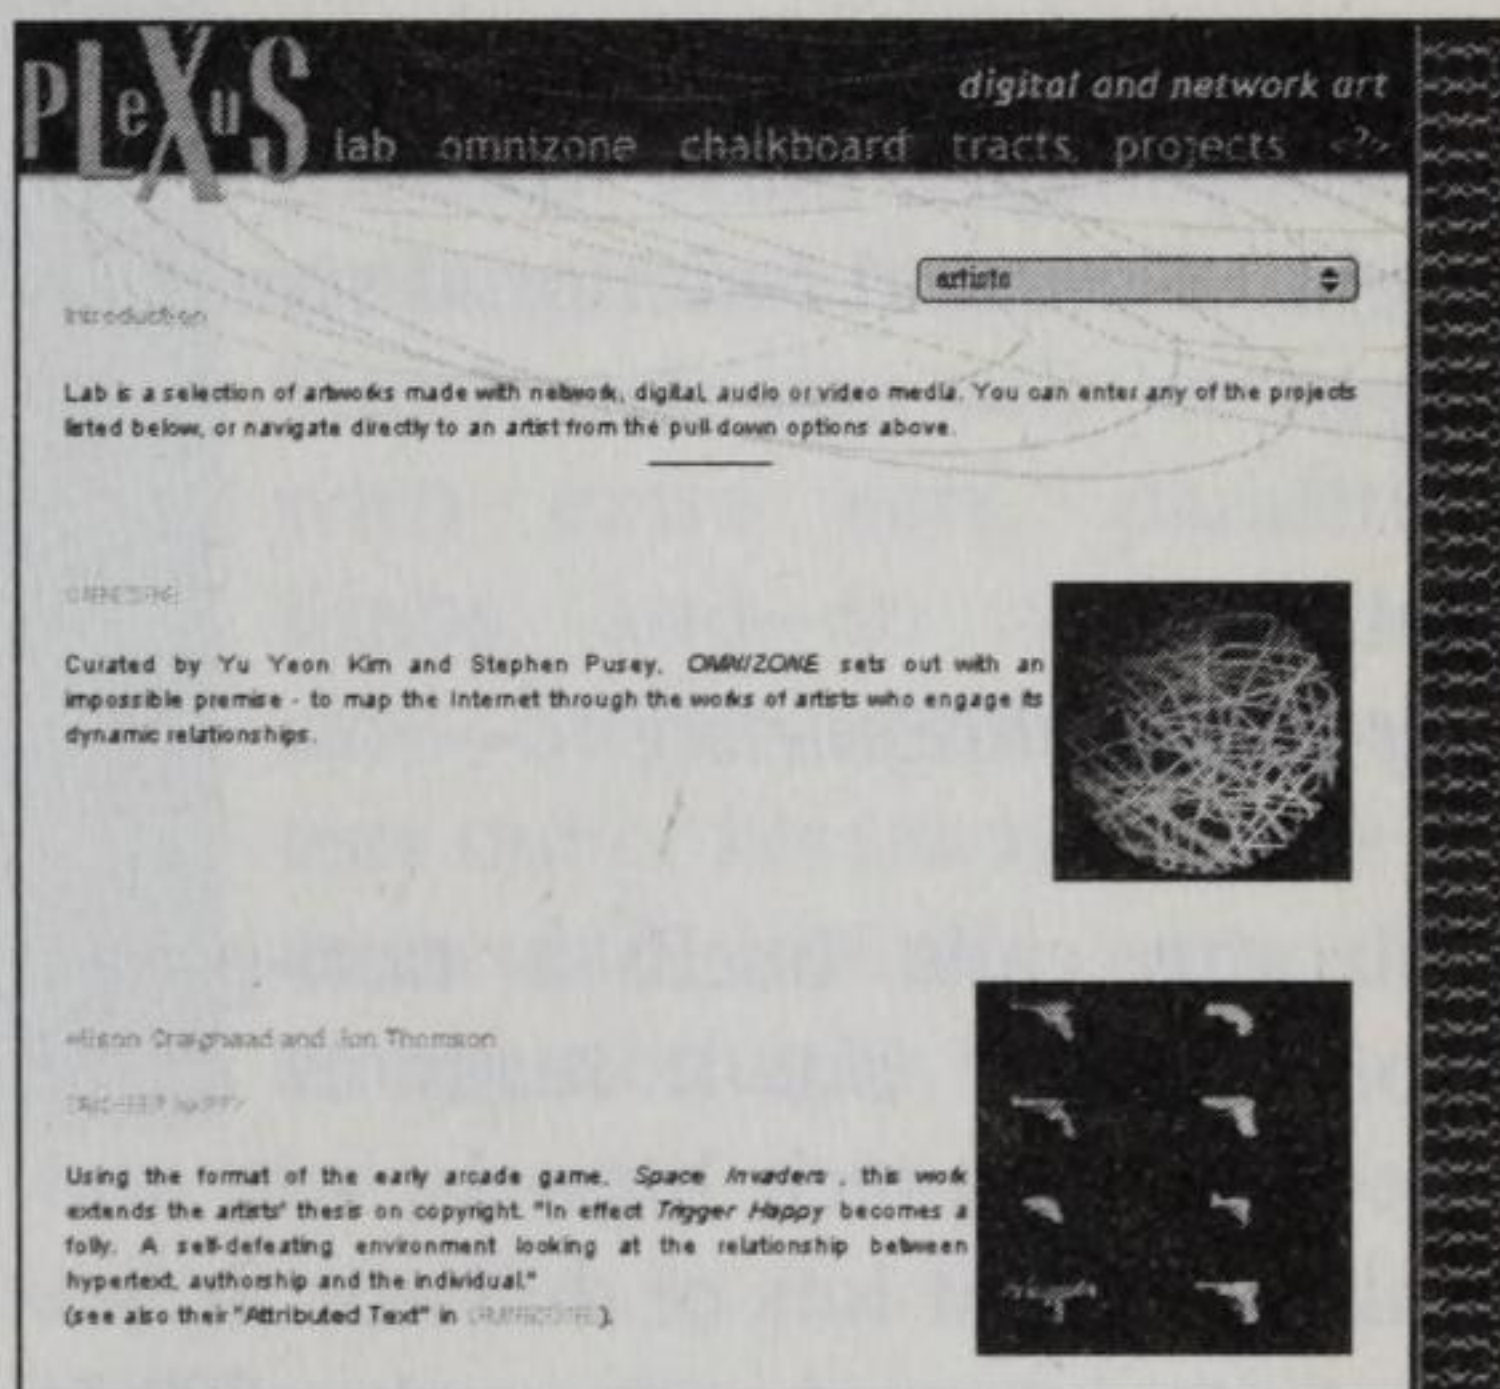 PLeXuS
digital and network art
lab omnizone chalkboard tracts projects <?>
artists
Introduction
Lab is a selection of artworks made with network, digital, audio or video media. You can enter any of the projects
listed below, or navigate directly to an artist from the pull down options above.
OMNIZONE
Curated by Yu Yeon Kim and Stephen Pusey, OMNIZONE sets out with an
impossible premise - to map the Internet through the works of artists who engage its
dynamic relationships.
Alison Craighead and Jon Thomson
TRIGGER HAPPY
Using the format of the early arcade game, Space Invaders , this work
extends the artists' thesis on copyright. "In effect Trigger Happy becomes a
folly. A self-defeating environment looking at the relationship between
hypertext, authorship and the individual."
(see also their "Attributed Text" in OMNIZONE ).